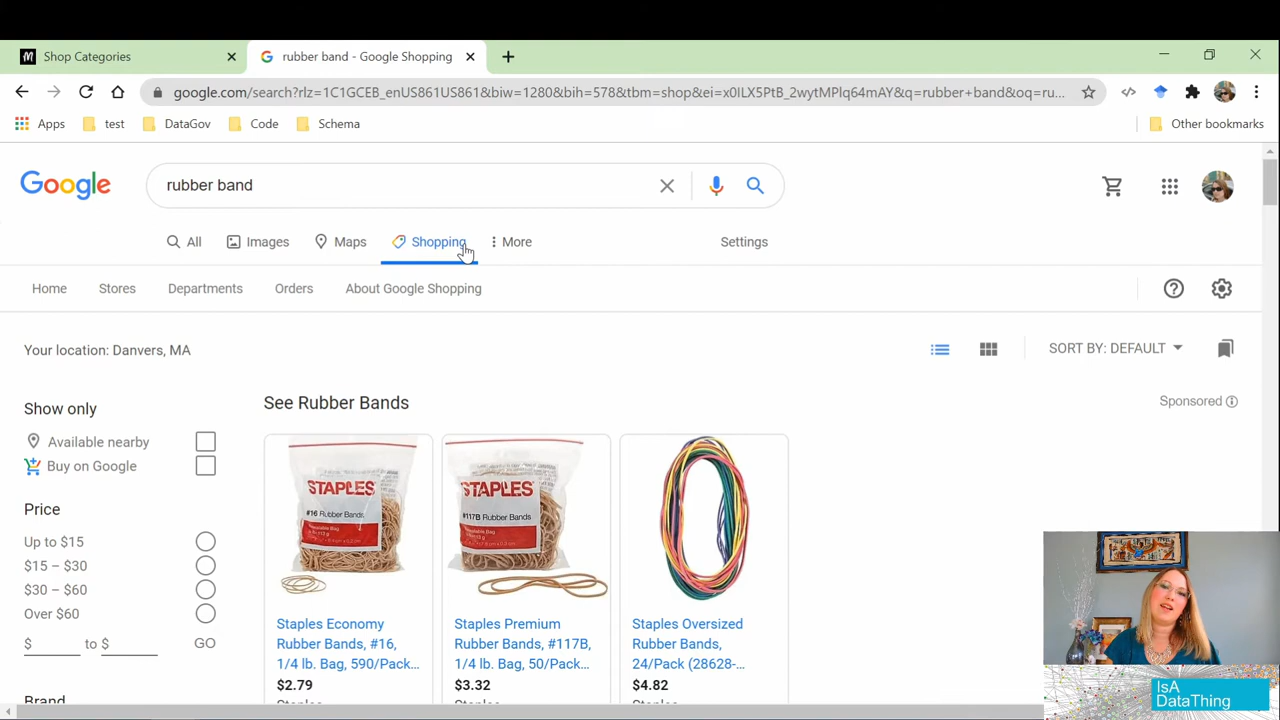 Shop Categories
rubber band - Google Shopping
google.com/search?rlz=1C1GCEB_enUS861US861&biw=1280&bih=578&tbm=shop&ei=x0ILX5PtB_2wytMPlq64mAY&q=rubber+band&oq=ru...
Apps
test
DataGov
Code
Schema
Other bookmarks
Google
rubber band
All
Images
Maps
Shopping
More
Settings
Home
Stores
Departments
Orders
About Google Shopping
Your location: Danvers, MA
SORT BY: DEFAULT
Show only
Available nearby
Buy on Google
Price
Up to $15
$15 – $30
$30 – $60
Over $60
$ to $ GO
Brand
See Rubber Bands
Sponsored
STAPLES
#16 Rubber Bands
STAPLES
#117B Rubber Bands
Staples Economy
Rubber Bands, #16,
1/4 lb. Bag, 590/Pack...
$2.79
Staples
Staples Premium
Rubber Bands, #117B,
1/4 lb. Bag, 50/Pack...
$3.32
Staples
Staples Oversized
Rubber Bands,
24/Pack (28628-...
$4.82
Staples
IsA
DataThing